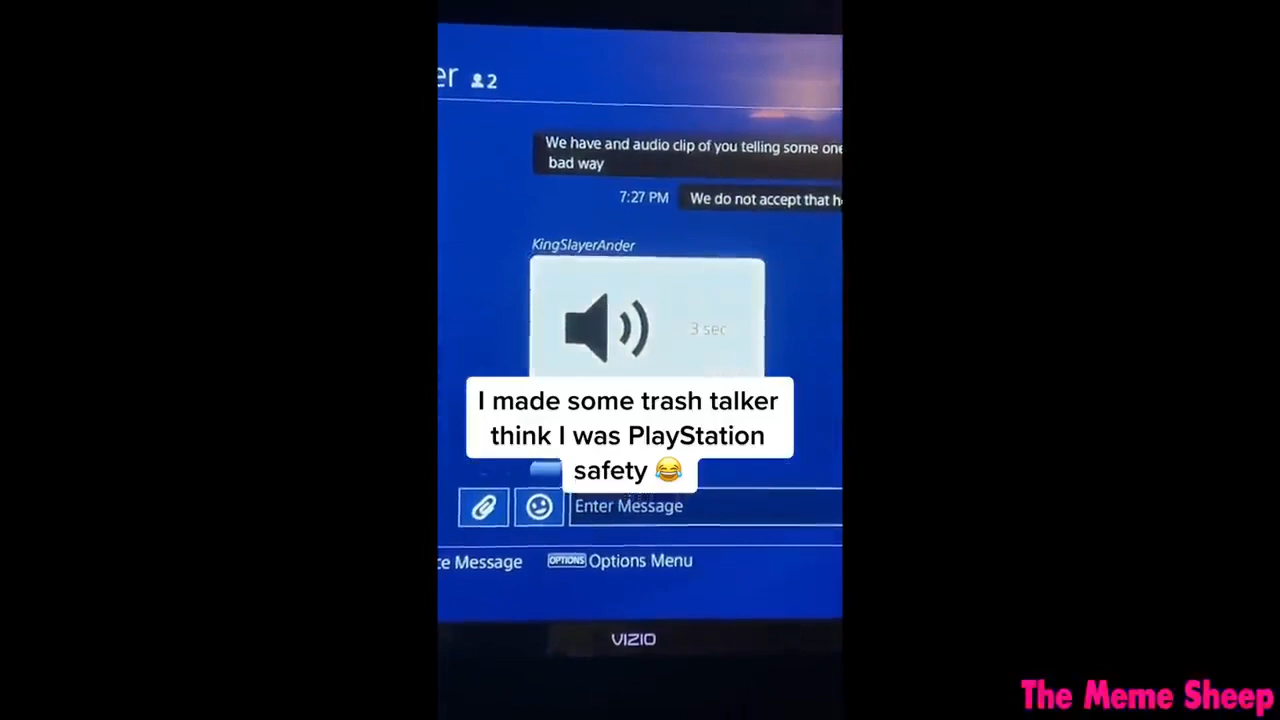 er 2
We have and audio clip of you telling some one
bad way
7:27 PM We do not accept that
KingSlayerAnder
3 sec
I made some trash talker
think I was PlayStation
safety 😂
Enter Message
ce Message OPTIONS Options Menu
VIZIO
The Meme Sheep